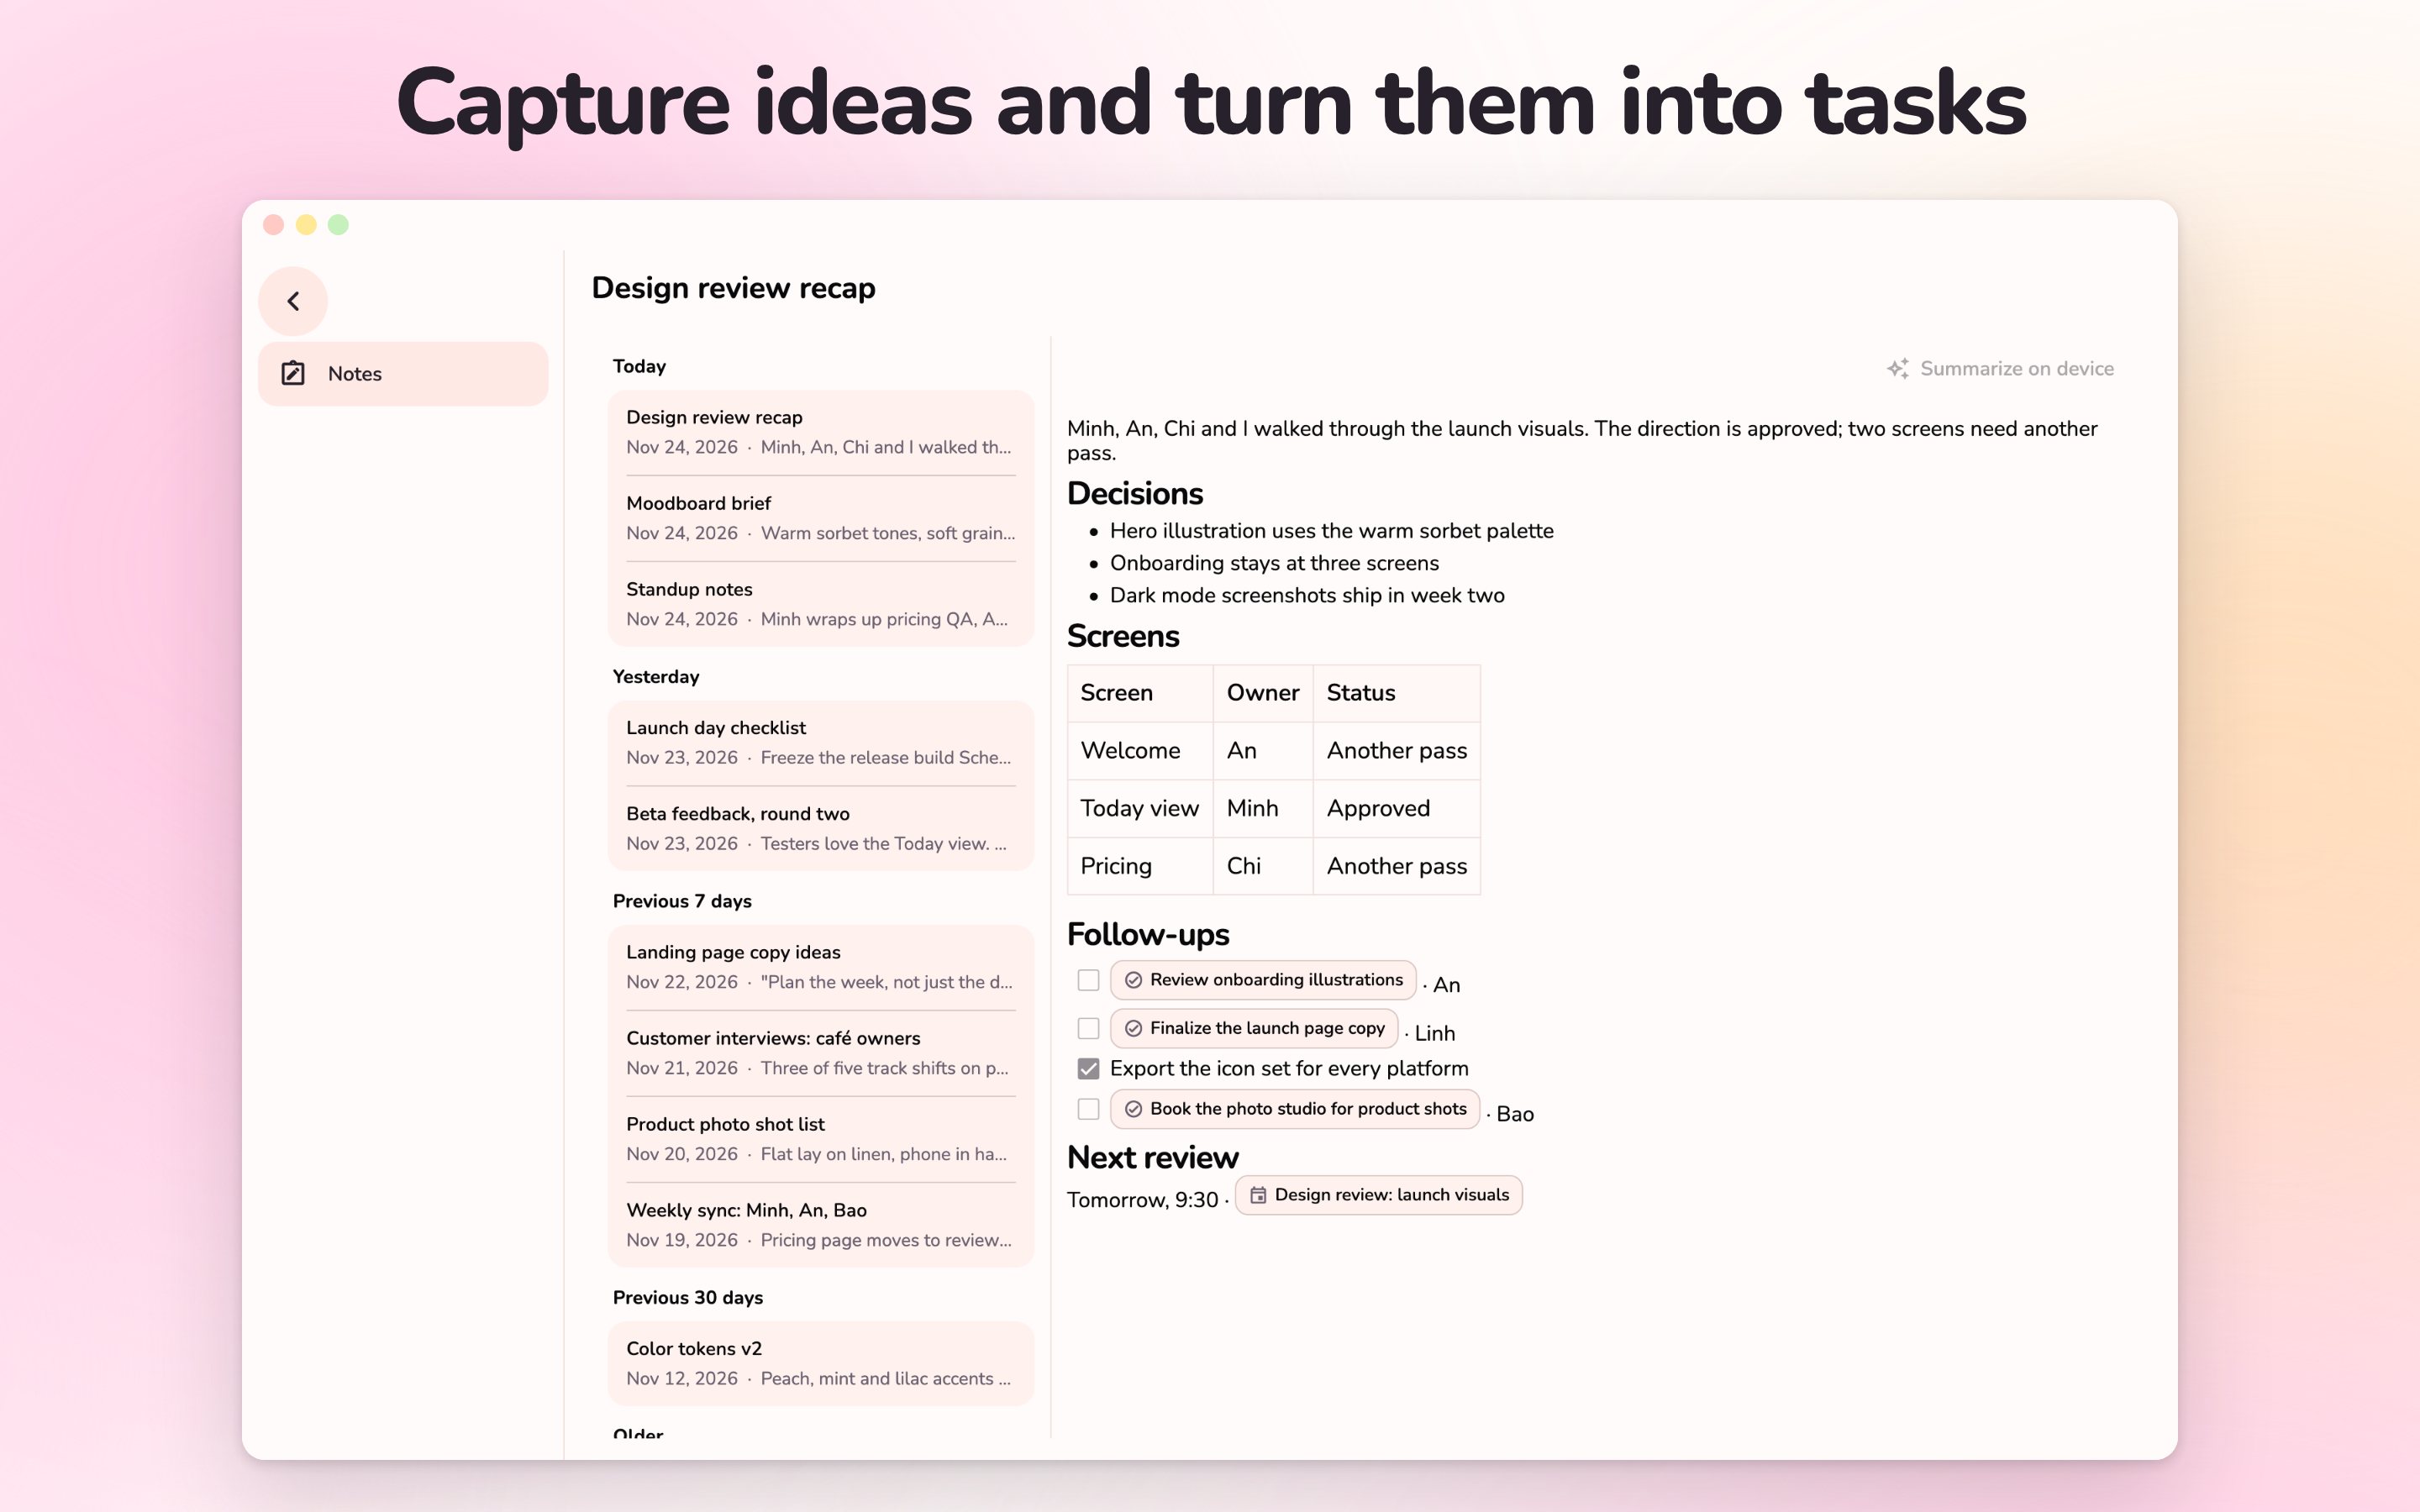 Capture ideas and turn them into tasks
Design review recap
Notes
Today
Design review recap
Nov 24, 2026 · Minh, An, Chi and I walked th...
Moodboard brief
Nov 24, 2026 · Warm sorbet tones, soft grain...
Standup notes
Nov 24, 2026 · Minh wraps up pricing QA, A...
Yesterday
Launch day checklist
Nov 23, 2026 · Freeze the release build Sche...
Beta feedback, round two
Nov 23, 2026 · Testers love the Today view. ...
Previous 7 days
Landing page copy ideas
Nov 22, 2026 · "Plan the week, not just the d...
Customer interviews: café owners
Nov 21, 2026 · Three of five track shifts on p...
Product photo shot list
Nov 20, 2026 · Flat lay on linen, phone in ha...
Weekly sync: Minh, An, Bao
Nov 19, 2026 · Pricing page moves to review...
Previous 30 days
Color tokens v2
Nov 12, 2026 · Peach, mint and lilac accents ...
Older
Summarize on device
Minh, An, Chi and I walked through the launch visuals. The direction is approved; two screens need another
pass.
Decisions
• Hero illustration uses the warm sorbet palette
• Onboarding stays at three screens
• Dark mode screenshots ship in week two
Screens
Screen Owner Status
Welcome An Another pass
Today view Minh Approved
Pricing Chi Another pass
Follow-ups
Review onboarding illustrations · An
Finalize the launch page copy · Linh
Export the icon set for every platform
Book the photo studio for product shots · Bao
Next review
Tomorrow, 9:30 · Design review: launch visuals